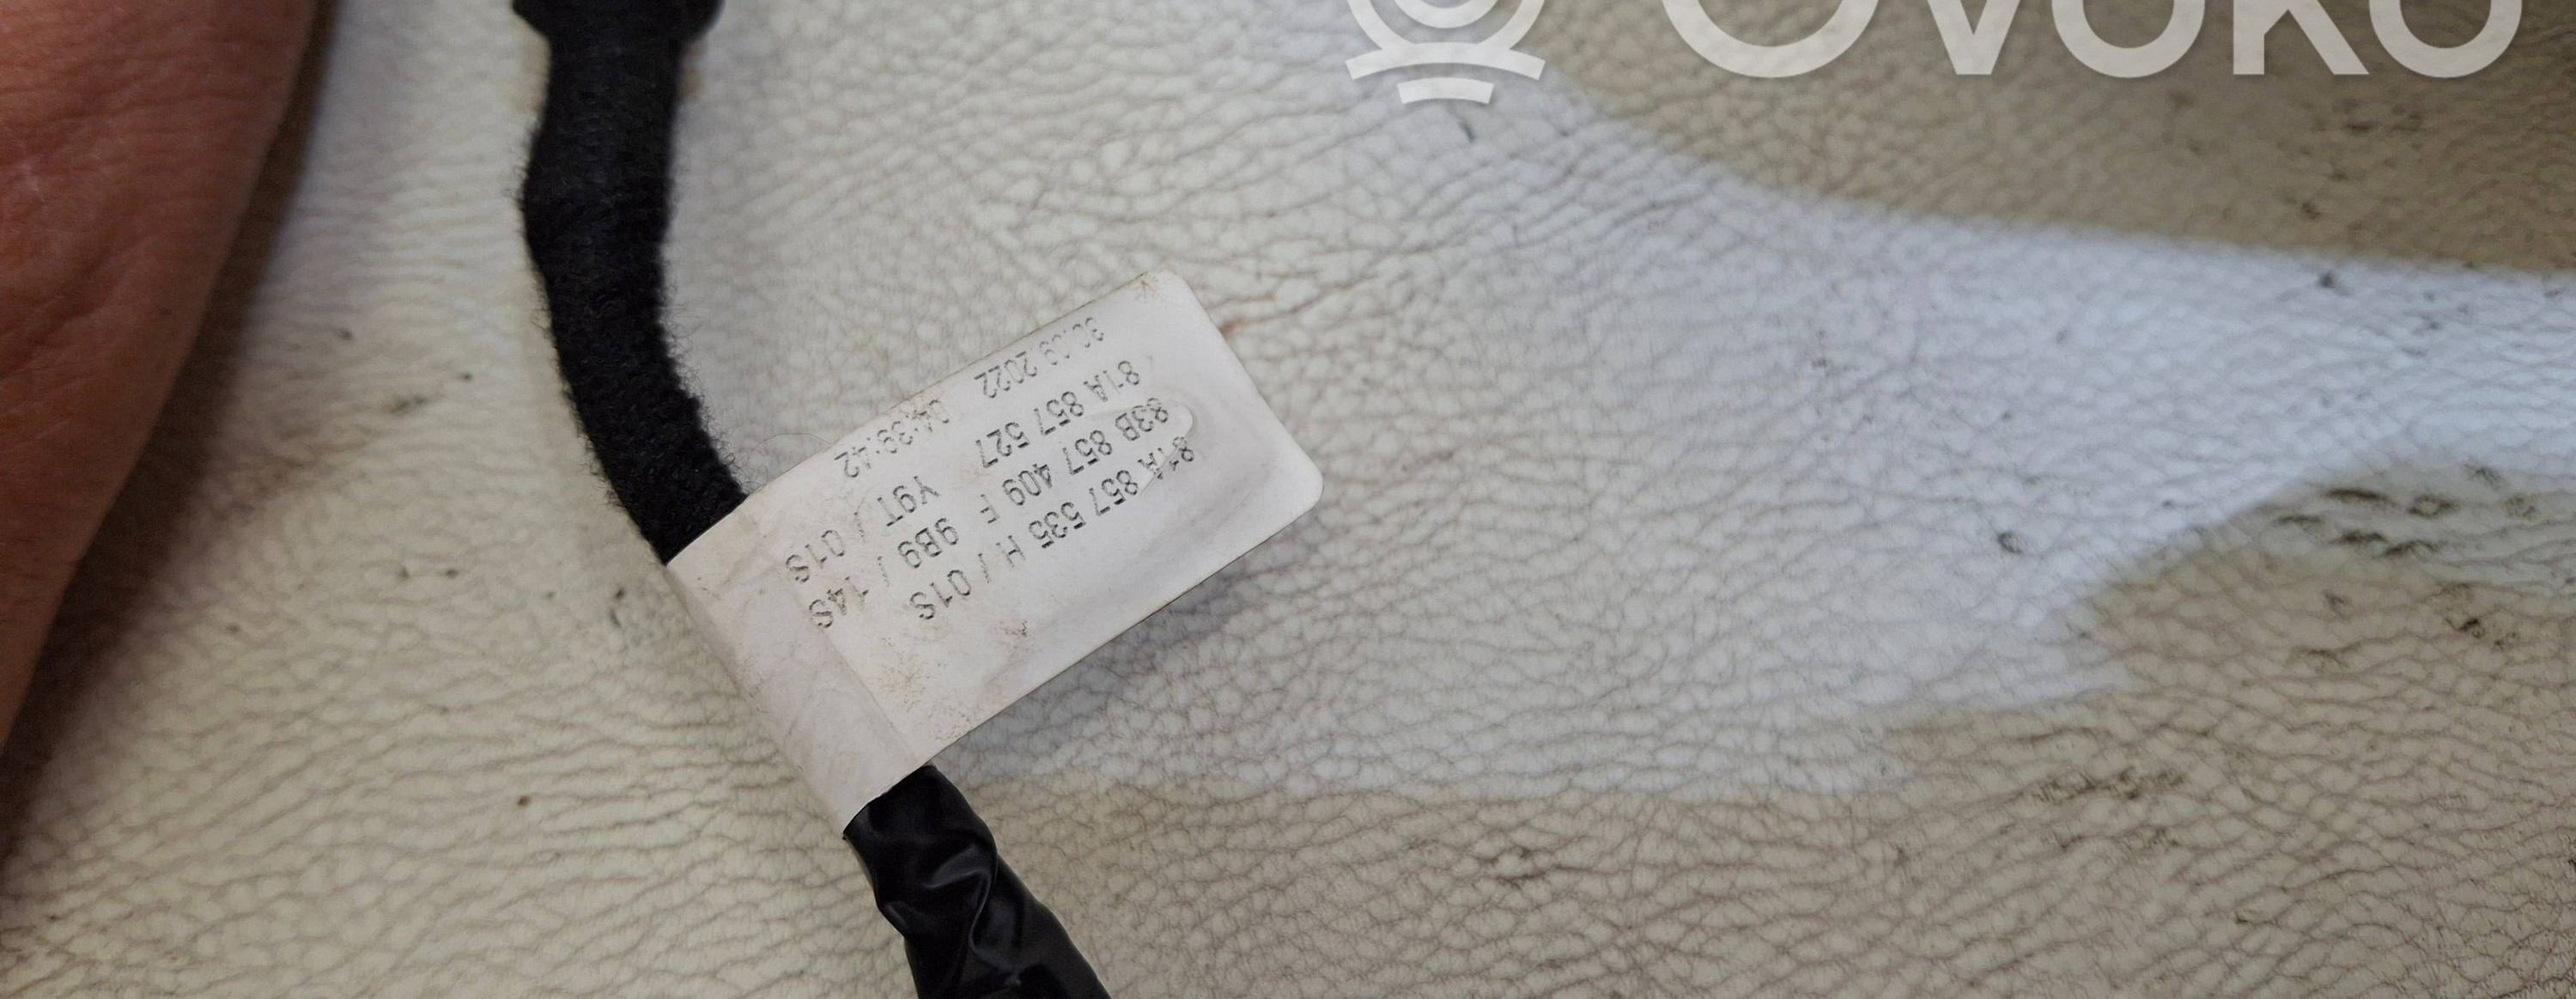 Ovoko
81A 857 535 H / 01S
83B 857 409 F 9B9 / 14S
81A 857 527 Y9T / 01S
30.09.2022 04:39:42